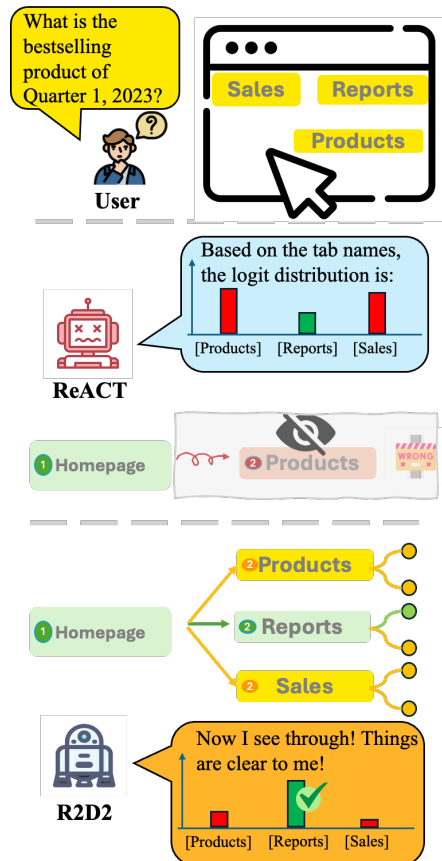 What is the
bestselling
product of
Quarter 1, 2023?
User
Sales
Reports
Products
Based on the tab names,
the logit distribution is:
[Products] [Reports] [Sales]
ReACT
1 Homepage
2 Products
WRONG
2 Products
1 Homepage
2 Reports
2 Sales
R2D2
Now I see through! Things
are clear to me!
[Products] [Reports] [Sales]